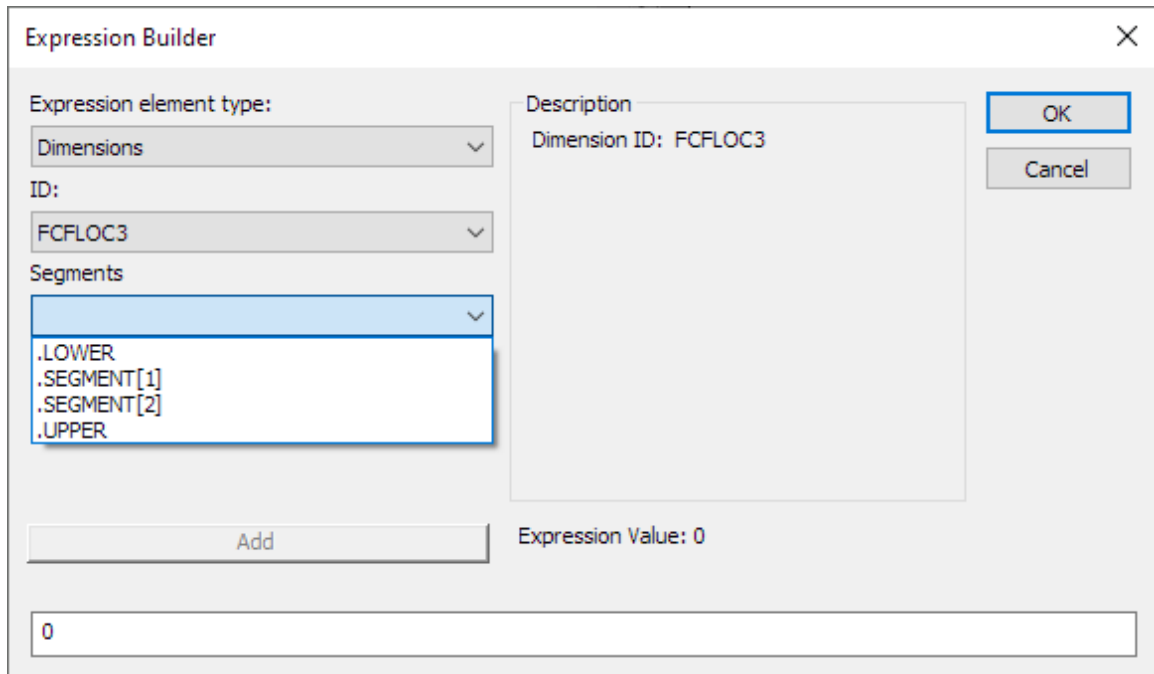 Expression Builder
Expression element type:
Dimensions
ID:
FCFLOC3
Segments
.LOWER
.SEGMENT[1]
.SEGMENT[2]
.UPPER
Add
Description
Dimension ID: FCFLOC3
Expression Value: 0
OK
Cancel
0